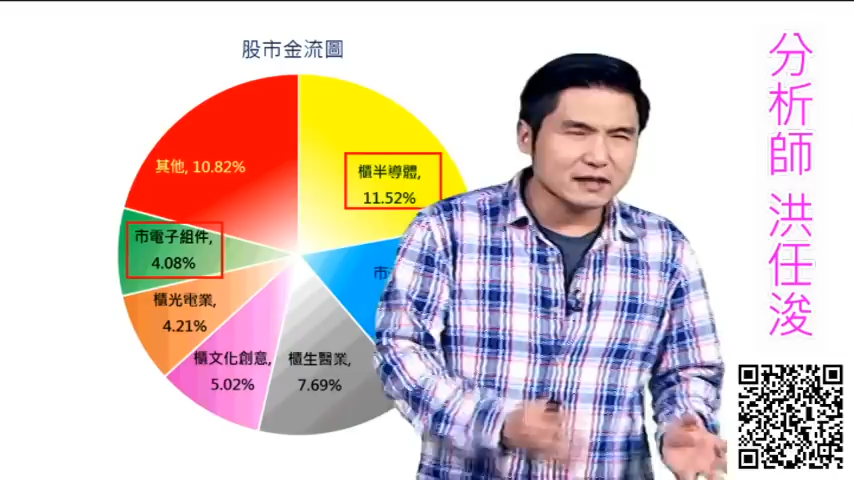 股市金流圖
其他, 10.82%
櫃半導體,
11.52%
市電子組件,
4.08%
市
櫃光電業,
4.21%
櫃文化創意,
5.02%
櫃生醫業,
7.69%
分析師 洪任浚